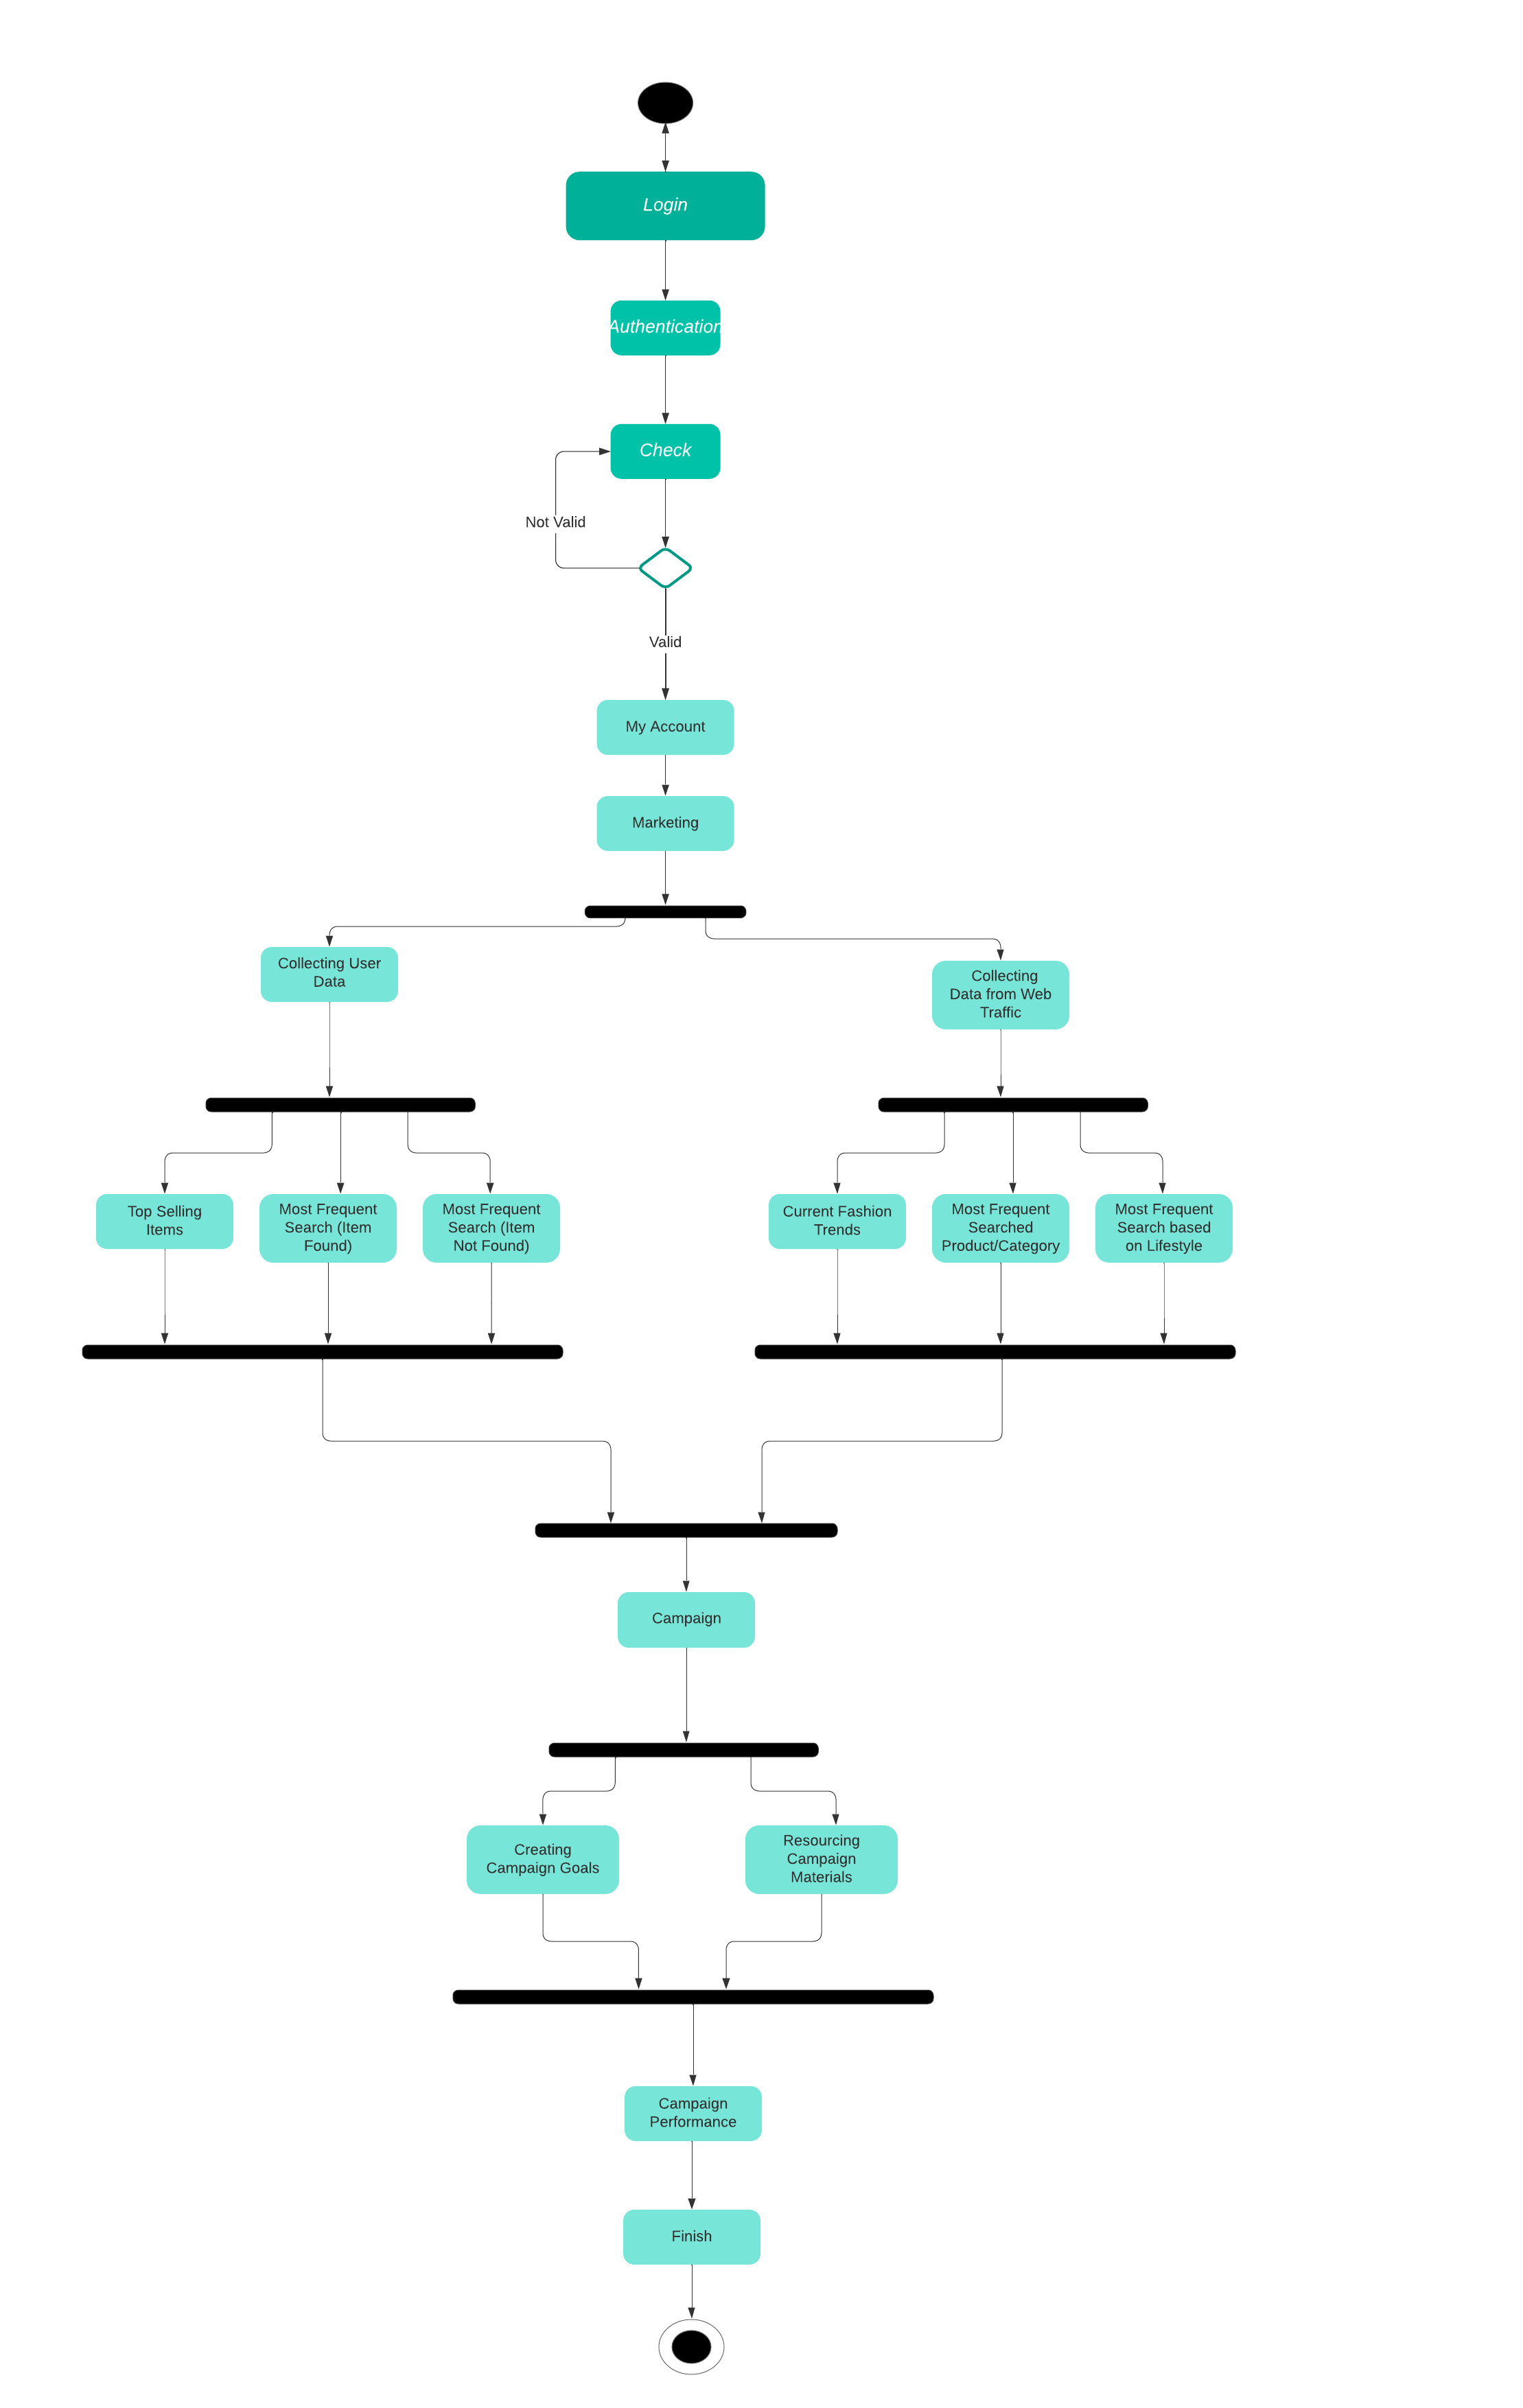 Login
Authentication
Check
Not Valid
Valid
My Account
Marketing
Collecting User
Data
Collecting
Data from Web
Traffic
Top Selling
Items
Most Frequent
Search (Item
Found)
Most Frequent
Search (Item
Not Found)
Current Fashion
Trends
Most Frequent
Searched
Product/Category
Most Frequent
Search based
on Lifestyle
Campaign
Creating
Campaign Goals
Resourcing
Campaign
Materials
Campaign
Performance
Finish